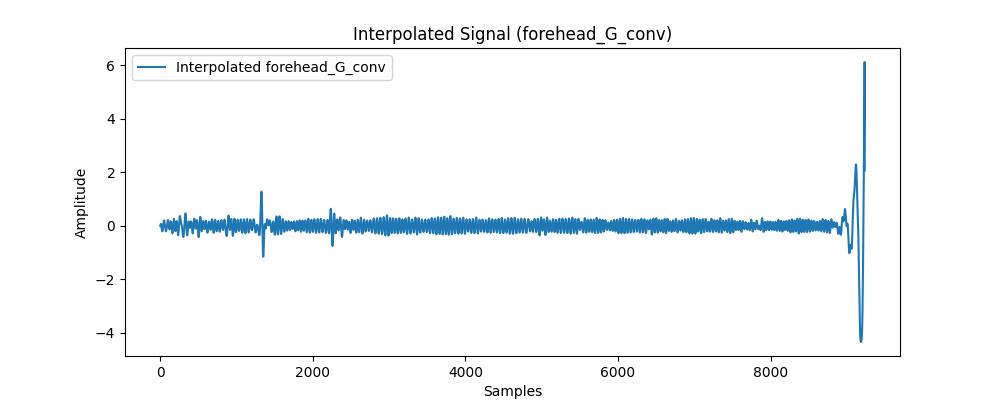 Interpolated Signal (forehead_G_conv)
Interpolated forehead_G_conv
6
4
2
0
−2
−4
Amplitude
0 2000 4000 6000 8000
Samples